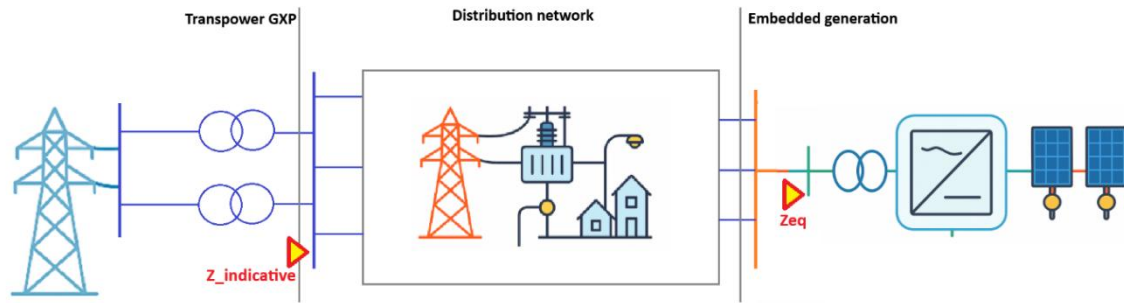 Transpower GXP
Distribution network
Embedded generation
Z_indicative
Zeq